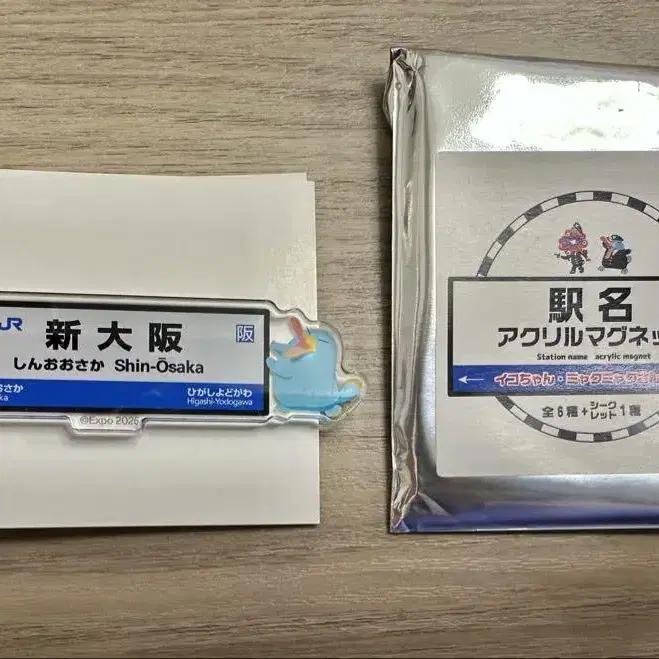 JR
新大阪
阪
しんおおさか Shin-Ōsaka
ひがしよどがわ
Higashi-Yodogawa
©Expo 2025
駅名
アクリルマグネッ
Station name acrylic magnet
← イコちゃん・ミャクミャク
全6種+シークレット1種